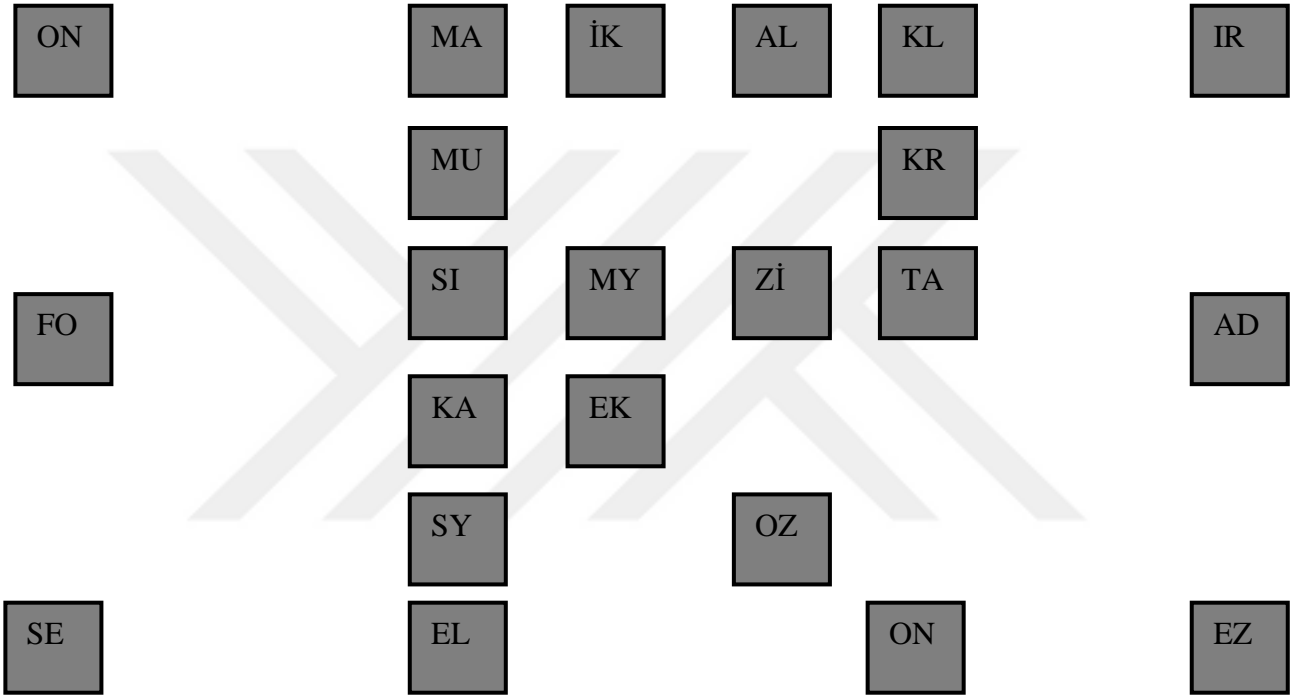 ON MA İK AL KL IR
MU KR
SI MY Zİ TA
FO AD
KA EK
SY OZ
SE EL ON EZ